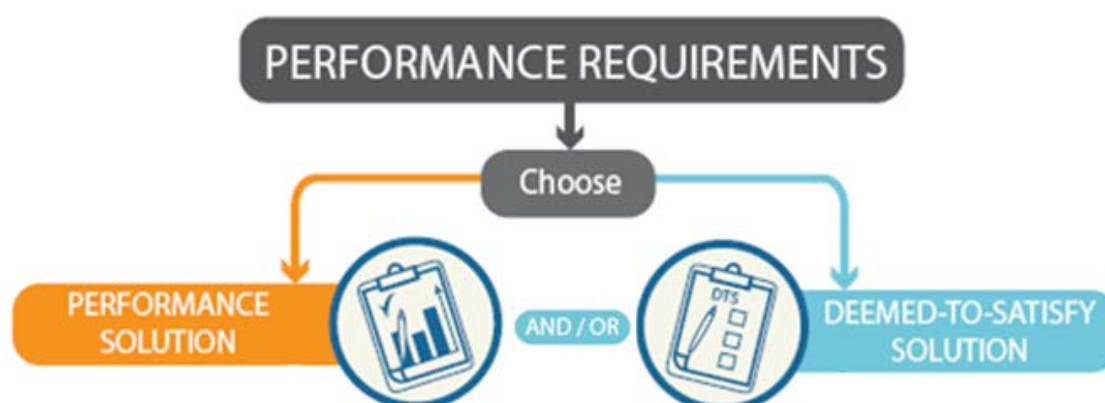 PERFORMANCE REQUIREMENTS
Choose
PERFORMANCE
SOLUTION
AND / OR
DTS
DEEMED-TO-SATISFY
SOLUTION